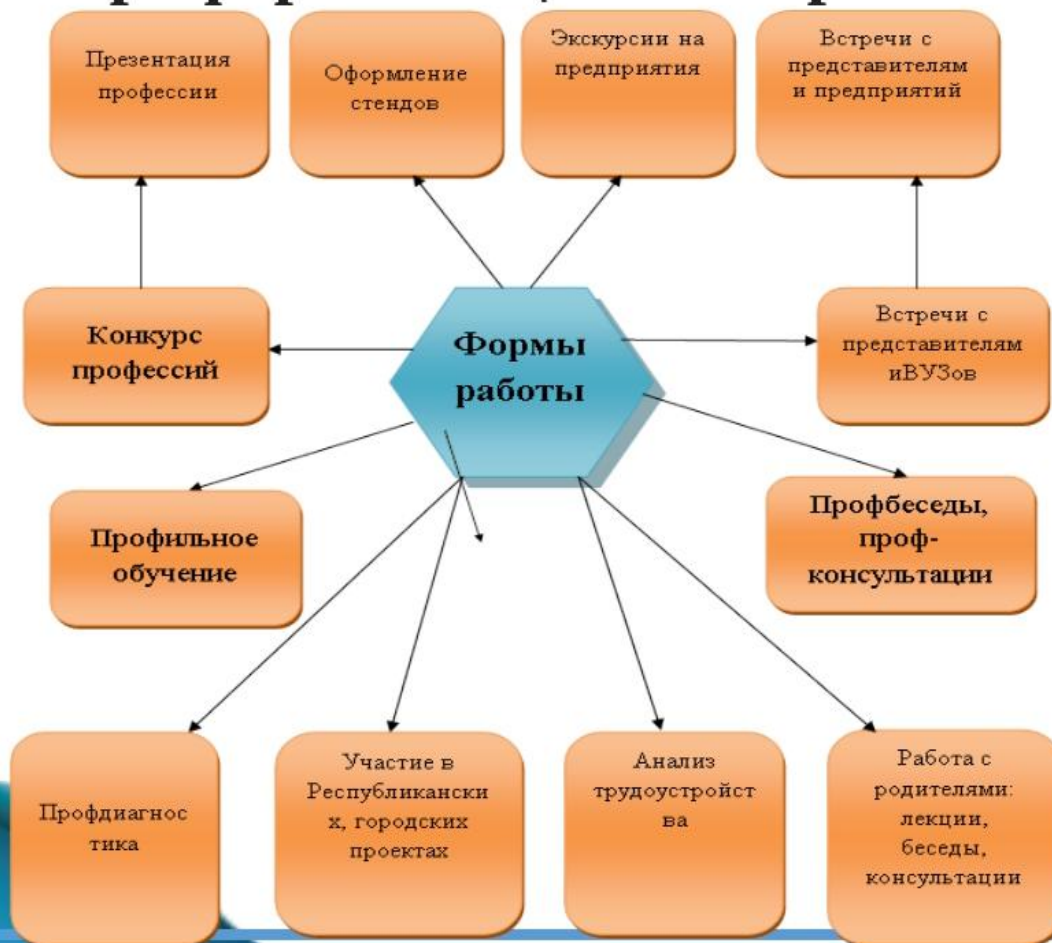 Презентация
профессии
Оформление
стендов
Экскурсии на
предприятия
Встречи с
представителям
и предприятий
Конкурс
профессий
Формы
работы
Встречи с
представителям
иВУЗов
Профильное
обучение
Профбеседы,
проф-
консультации
Профдиагнос
тика
Участие в
Республикански
х, городских
проектах
Анализ
трудоустройст
ва
Работа с
родителями:
лекции,
беседы,
консультации